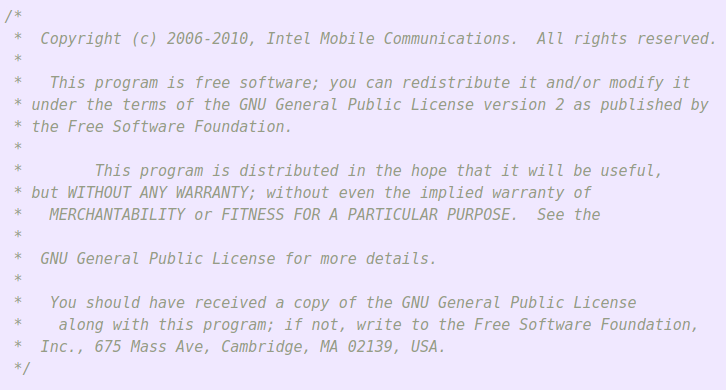 /*
 *  Copyright (c) 2006-2010, Intel Mobile Communications.  All rights reserved.
 *
 *   This program is free software; you can redistribute it and/or modify it
 * under the terms of the GNU General Public License version 2 as published by
 * the Free Software Foundation.
 *
 *        This program is distributed in the hope that it will be useful,
 * but WITHOUT ANY WARRANTY; without even the implied warranty of
 *   MERCHANTABILITY or FITNESS FOR A PARTICULAR PURPOSE.  See the
 *
 *  GNU General Public License for more details.
 *
 *   You should have received a copy of the GNU General Public License
 *    along with this program; if not, write to the Free Software Foundation,
 *  Inc., 675 Mass Ave, Cambridge, MA 02139, USA.
 */